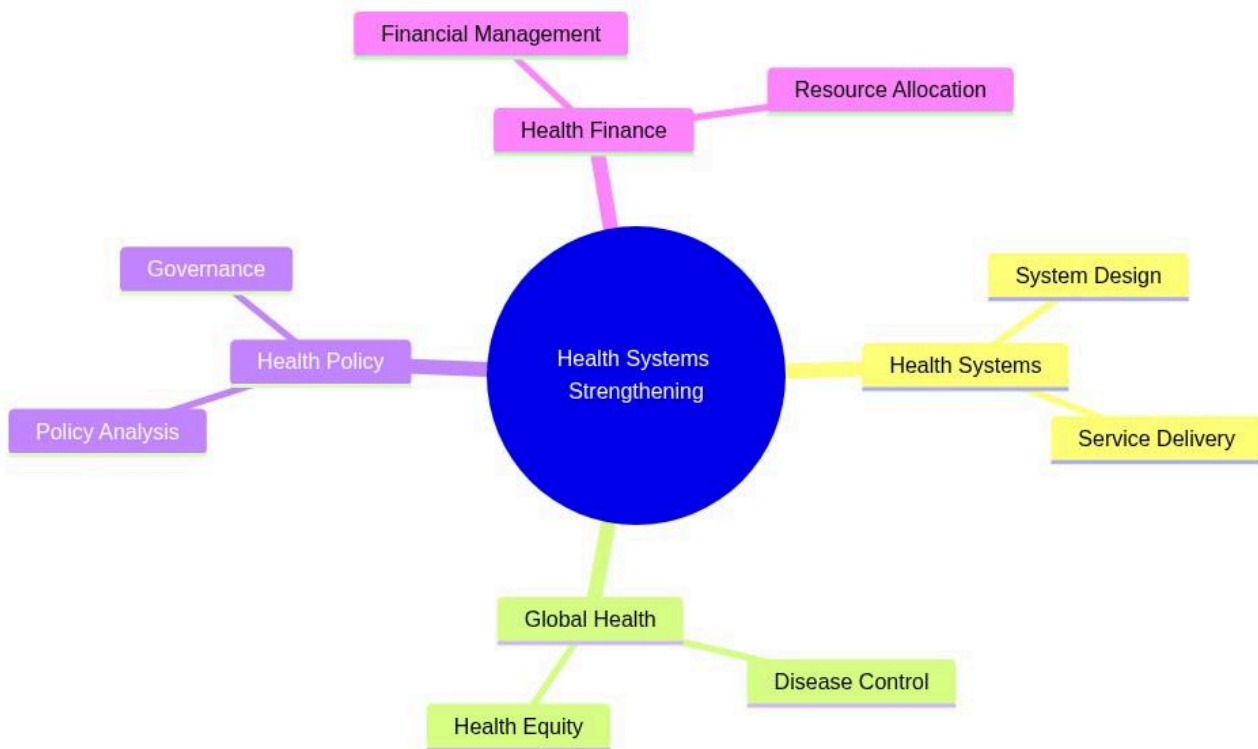 Financial Management
Resource Allocation
Health Finance
Governance
System Design
Health Policy
Health Systems
Strengthening
Health Systems
Policy Analysis
Service Delivery
Global Health
Disease Control
Health Equity